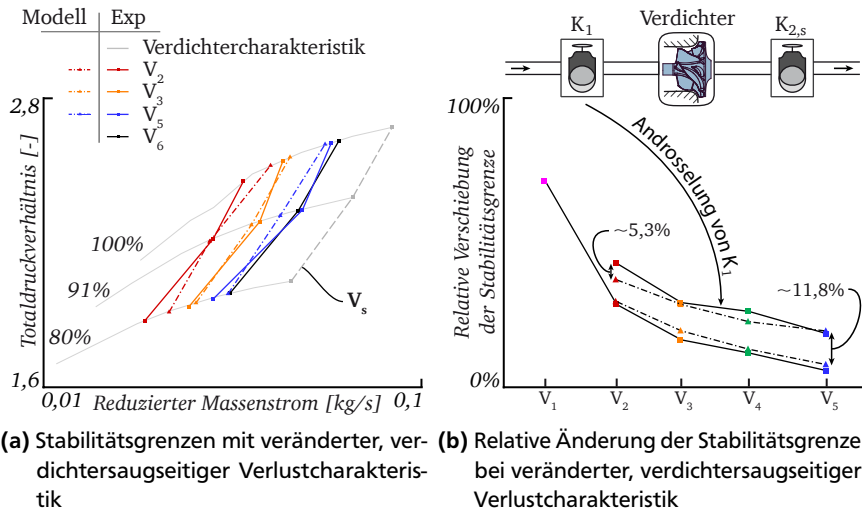 Modell Exp
Verdichtercharakteristik
V2
V3
V5
V6
2,8
Totaldruckverhältnis [-]
100%
91%
80%
Vs
1,6
0,01
Reduzierter Massenstrom [kg/s]
0,1
(a) Stabilitätsgrenzen mit veränderter, ver-
dichtersaugseitiger Verlustcharakteris-
tik
K1
Verdichter
K2,s
100%
Relative Verschiebung
der Stabilitätsgrenze
Androsselung von K1
~5,3%
~11,8%
0%
V1
V2
V3
V4
V5
(b) Relative Änderung der Stabilitätsgrenze
bei veränderter, verdichtersaugseitiger
Verlustcharakteristik